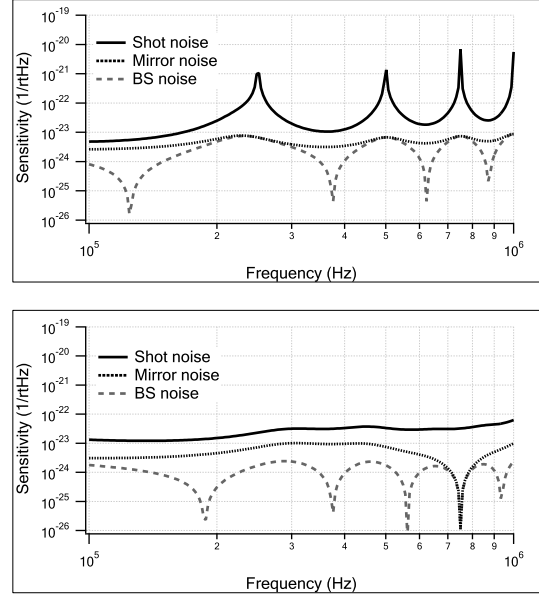 10^-19
10^-20
10^-21
10^-22
10^-23
10^-24
10^-25
10^-26
Sensitivity (1/rtHz)
Shot noise
Mirror noise
BS noise
10^5
2 3 4 5 6 7 8 9
10^6
Frequency (Hz)
10^-19
10^-20
10^-21
10^-22
10^-23
10^-24
10^-25
10^-26
Sensitivity (1/rtHz)
Shot noise
Mirror noise
BS noise
10^5
2 3 4 5 6 7 8 9
10^6
Frequency (Hz)